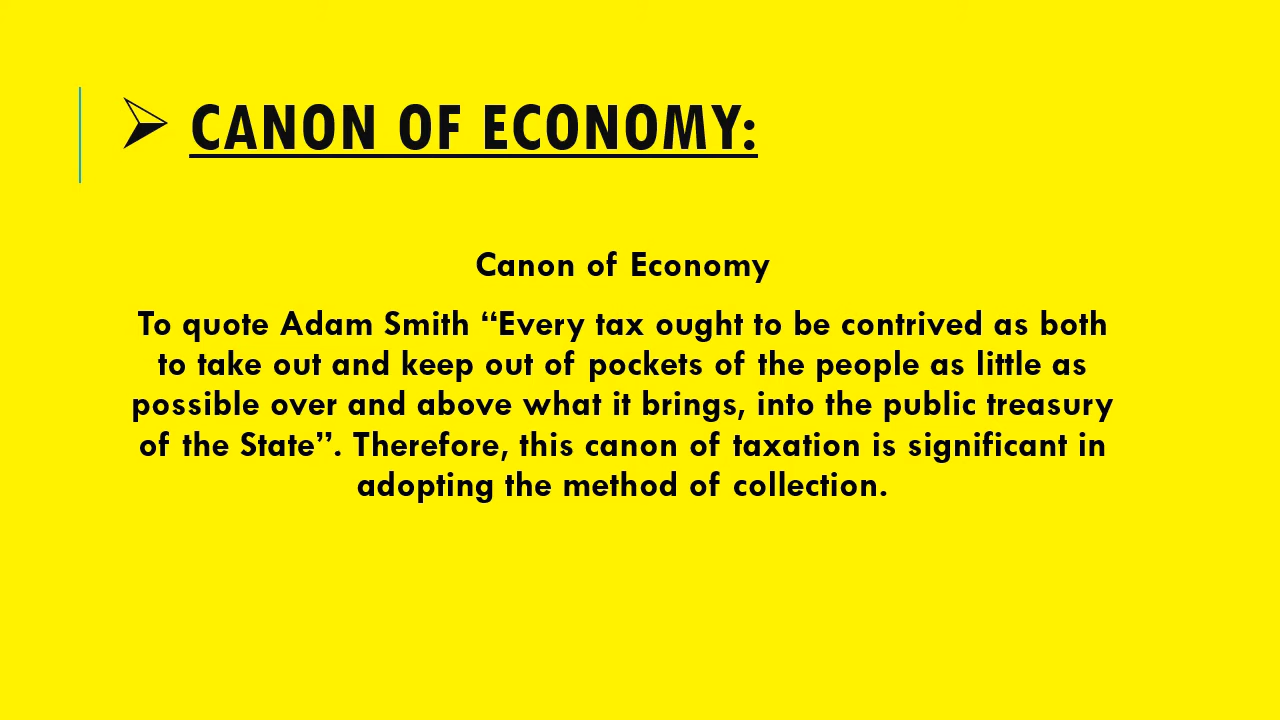 CANON OF ECONOMY:
Canon of Economy
To quote Adam Smith “Every tax ought to be contrived as both
to take out and keep out of pockets of the people as little as
possible over and above what it brings, into the public treasury
of the State”. Therefore, this canon of taxation is significant in
adopting the method of collection.